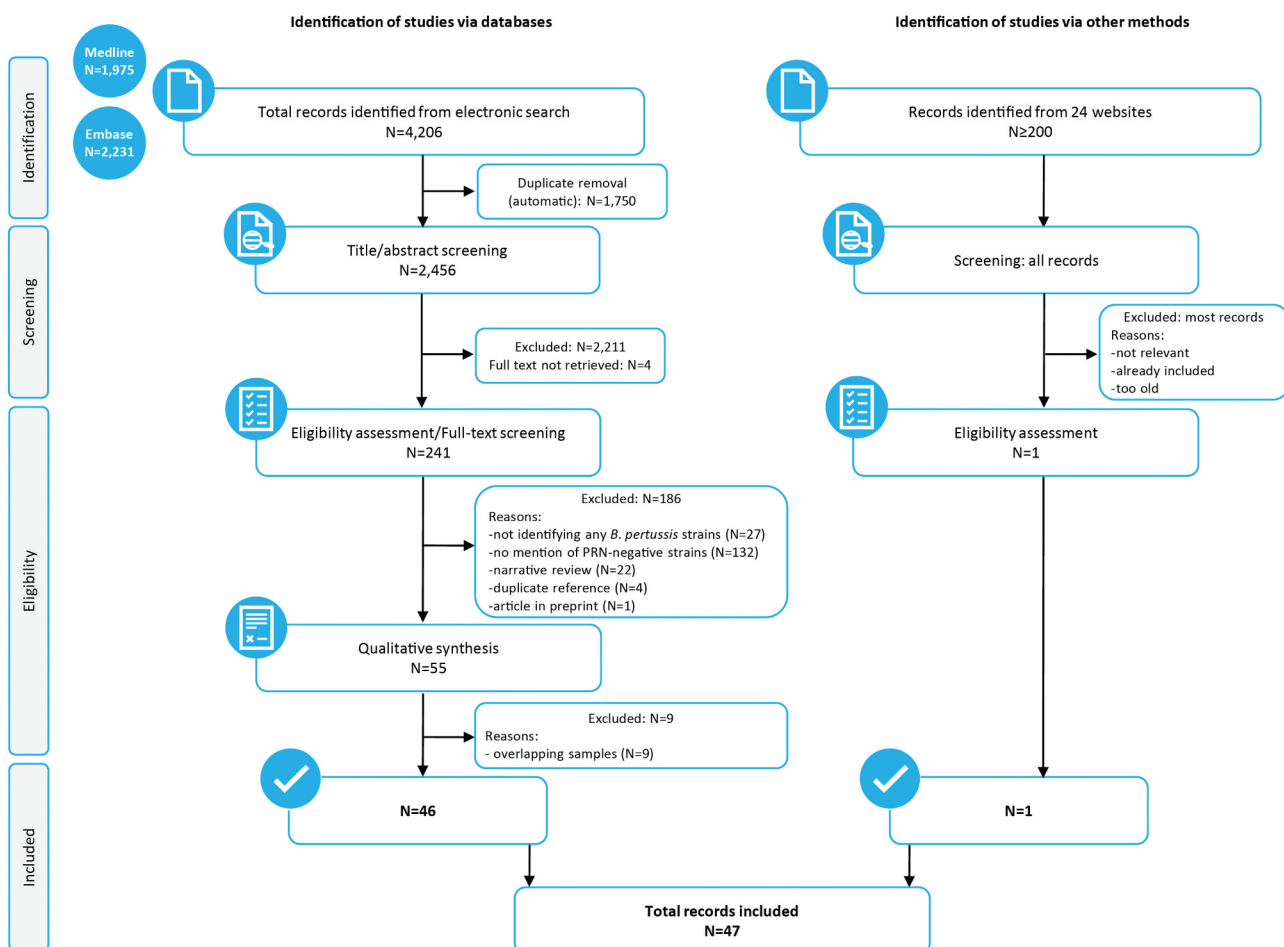 Identification of studies via databases
Identification of studies via other methods
Medline
N=1,975
Embase
N=2,231
Identification
Total records identified from electronic search
N=4,206
Records identified from 24 websites
N≥200
Duplicate removal
(automatic): N=1,750
Screening
Title/abstract screening
N=2,456
Screening: all records
Excluded: N=2,211
Full text not retrieved: N=4
Excluded: most records
Reasons:
-not relevant
-already included
-too old
Eligibility
Eligibility assessment/Full-text screening
N=241
Eligibility assessment
N=1
Excluded: N=186
Reasons:
-not identifying any B. pertussis strains (N=27)
-no mention of PRN-negative strains (N=132)
-narrative review (N=22)
-duplicate reference (N=4)
-article in preprint (N=1)
Qualitative synthesis
N=55
Excluded: N=9
Reasons:
- overlapping samples (N=9)
Included
N=46
N=1
Total records included
N=47